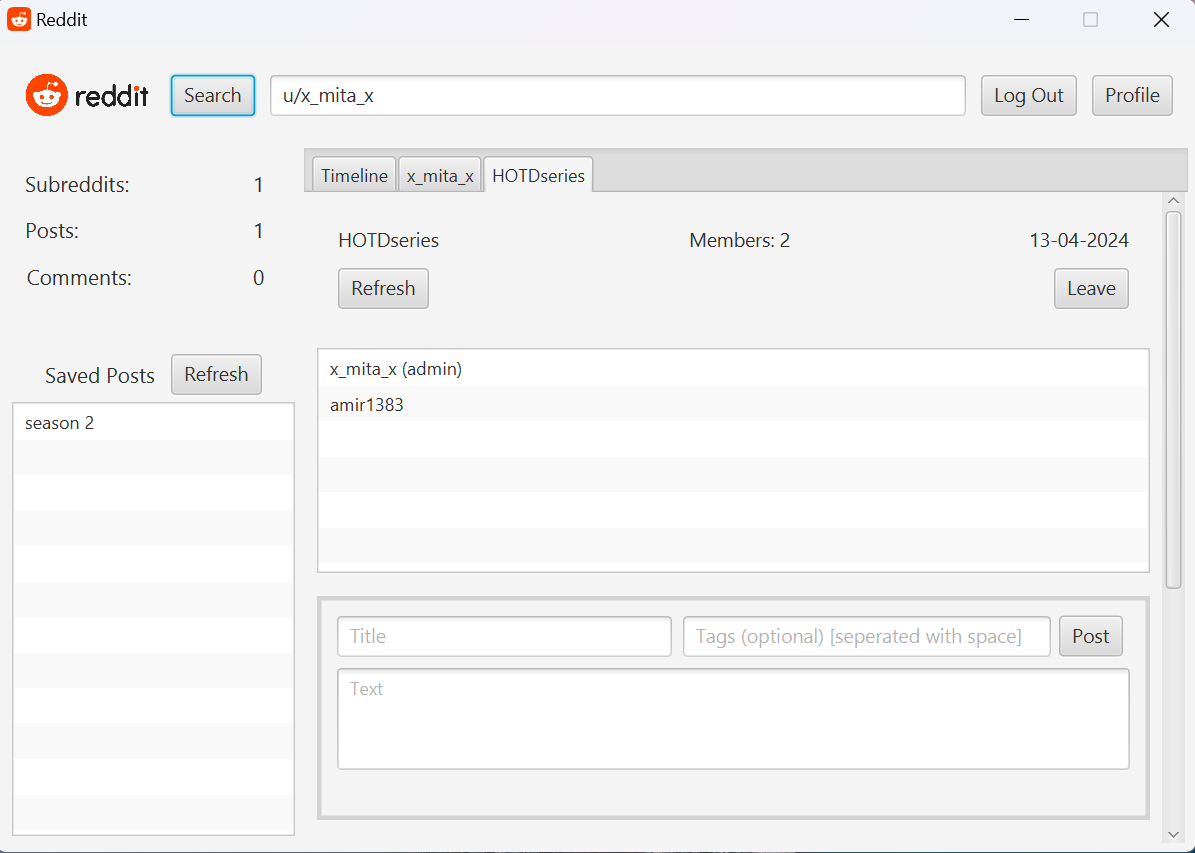 Reddit
reddit Search u/x_mita_x Log Out Profile
Subreddits: 1
Posts: 1
Comments: 0
Saved Posts Refresh
season 2
Timeline x_mita_x HOTDseries
HOTDseries Members: 2 13-04-2024
Refresh Leave
x_mita_x (admin)
amir1383
Title Tags (optional) [seperated with space] Post
Text